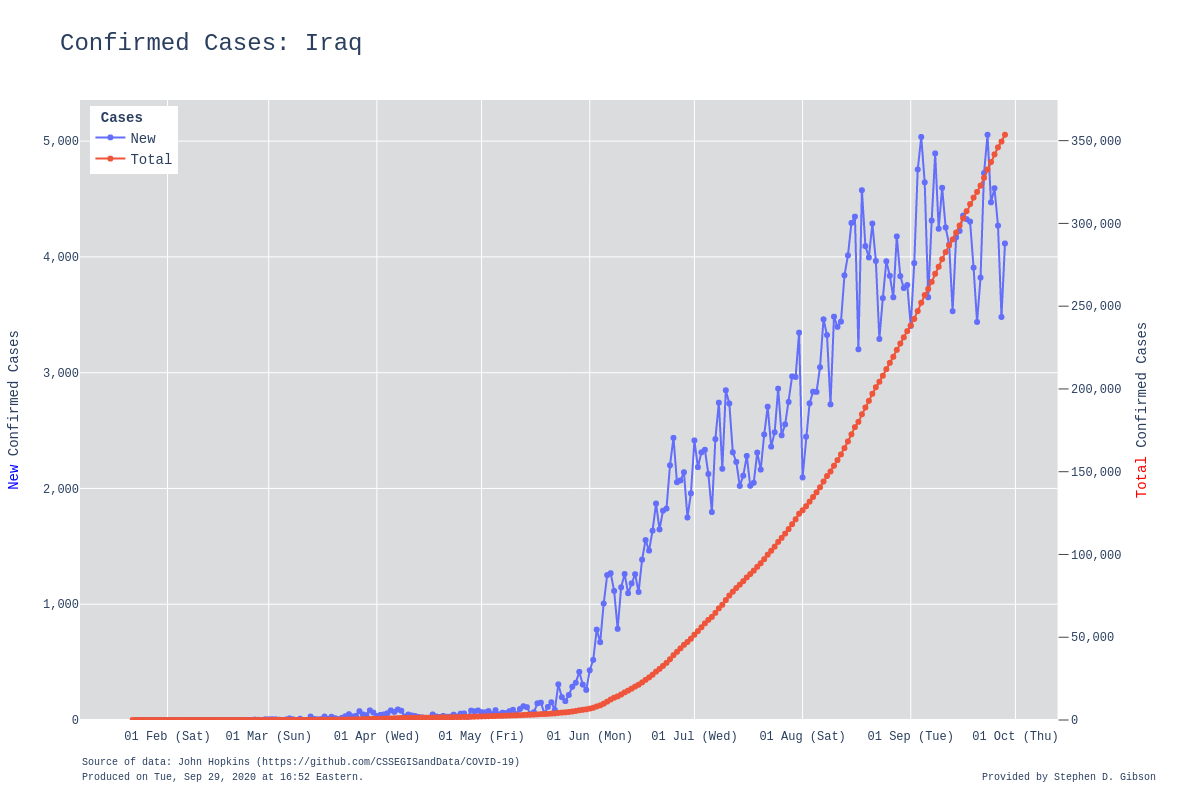 Confirmed Cases: Iraq
Cases
New
Total
5,000
4,000
3,000
2,000
1,000
0
New Confirmed Cases
350,000
300,000
250,000
200,000
150,000
100,000
50,000
0
Total Confirmed Cases
01 Feb (Sat) 01 Mar (Sun) 01 Apr (Wed) 01 May (Fri) 01 Jun (Mon) 01 Jul (Wed) 01 Aug (Sat) 01 Sep (Tue) 01 Oct (Thu)
Source of data: John Hopkins (https://github.com/CSSEGISandData/COVID-19)
Produced on Tue, Sep 29, 2020 at 16:52 Eastern.
Provided by Stephen D. Gibson